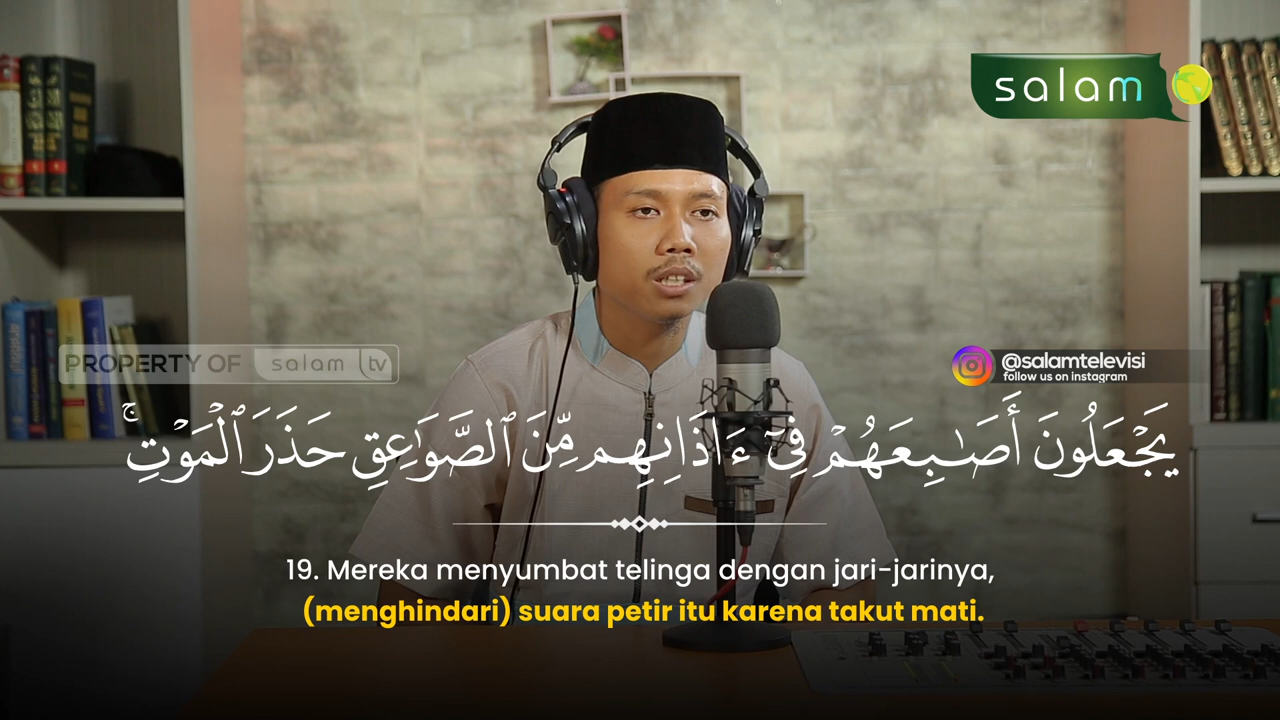 salam
PROPERTY OF salam tv
@salamtelevisi
follow us on instagram
يَجْعَلُونَ أَصَـٰبِعَهُمْ فِىٓ ءَاذَانِهِم مِّنَ ٱلصَّوَٰعِقِ حَذَرَ ٱلْمَوْتِ ۚ
19. Mereka menyumbat telinga dengan jari-jarinya,
(menghindari) suara petir itu karena takut mati.